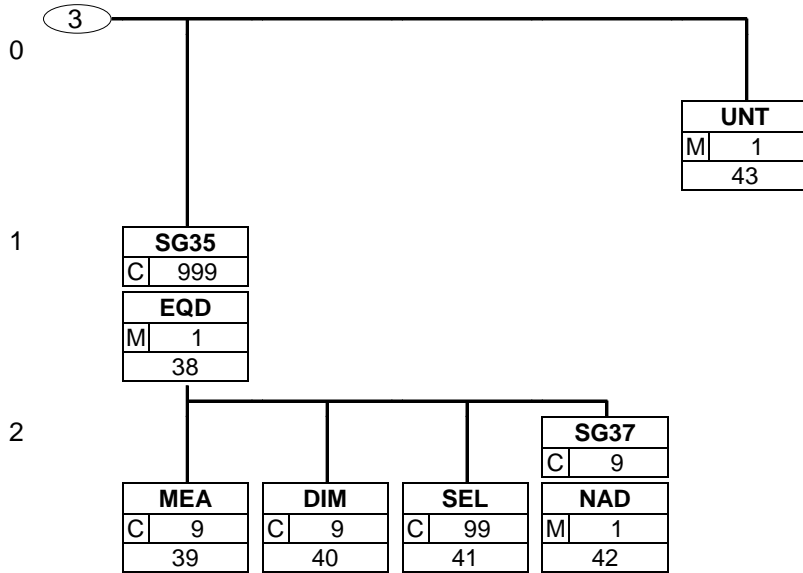 3
0
UNT
M 1
43
1
SG35
C 999
EQD
M 1
38
2
SG37
C 9
MEA DIM SEL NAD
C 9 C 9 C 99 M 1
39 40 41 42